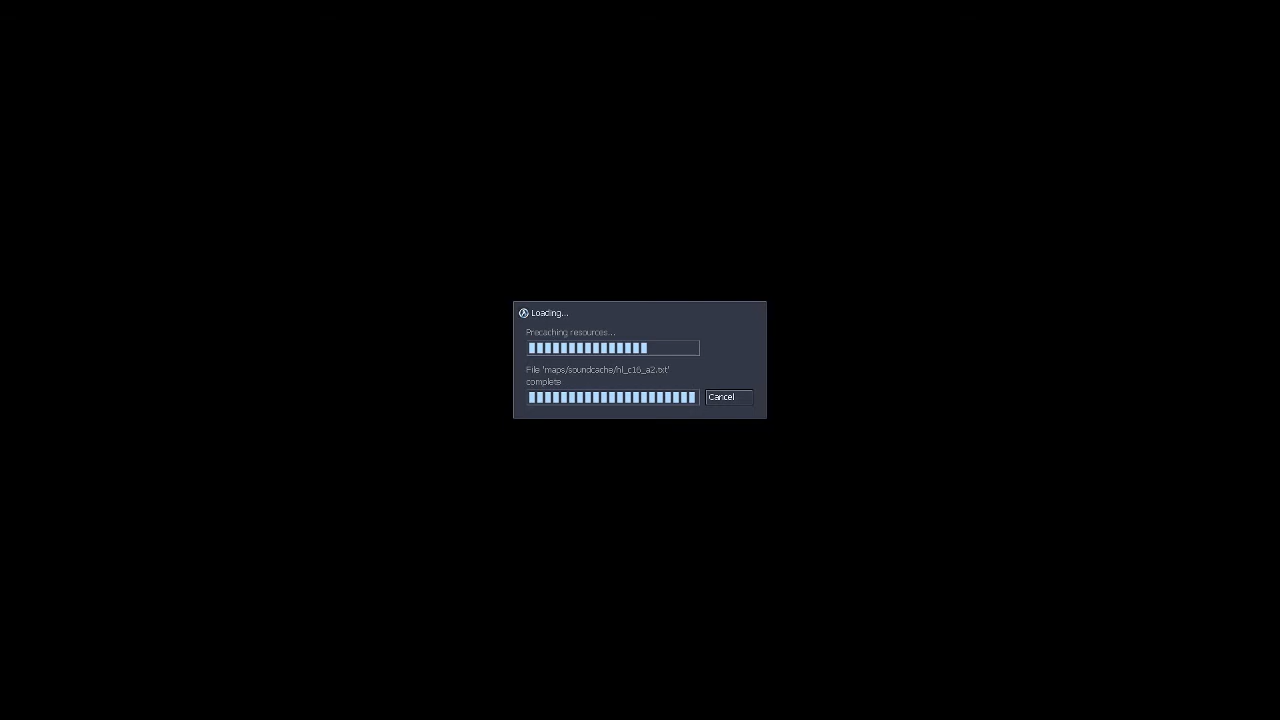 Loading...
Precaching resources...
File 'maps/soundcache/hl_c16_a2.txt'
complete
Cancel